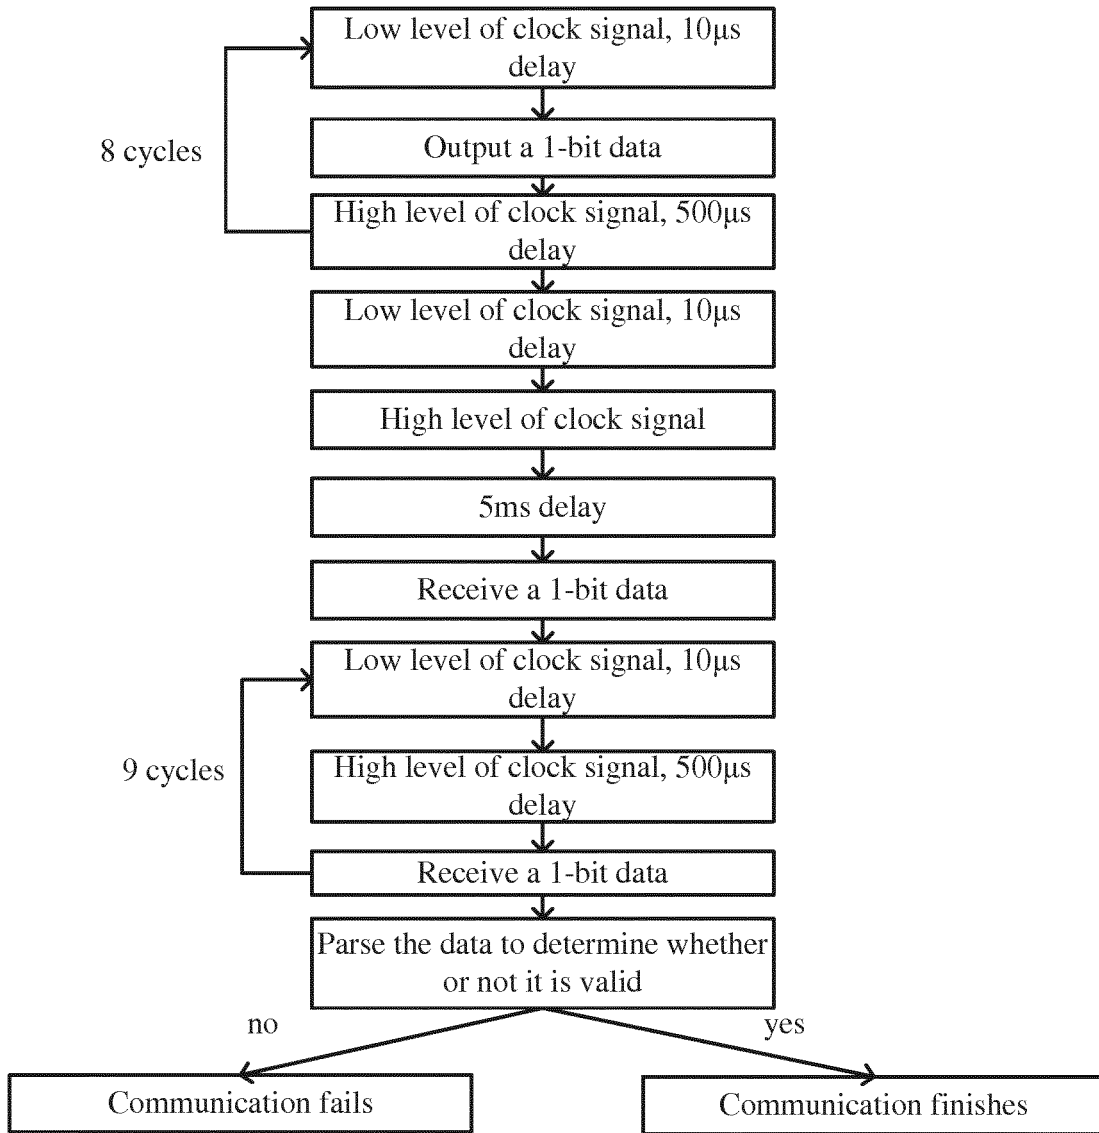 Low level of clock signal, 10μs
delay
8 cycles
Output a 1-bit data
High level of clock signal, 500μs
delay
Low level of clock signal, 10μs
delay
High level of clock signal
5ms delay
Receive a 1-bit data
Low level of clock signal, 10μs
delay
9 cycles
High level of clock signal, 500μs
delay
Receive a 1-bit data
Parse the data to determine whether
or not it is valid
no
yes
Communication fails
Communication finishes